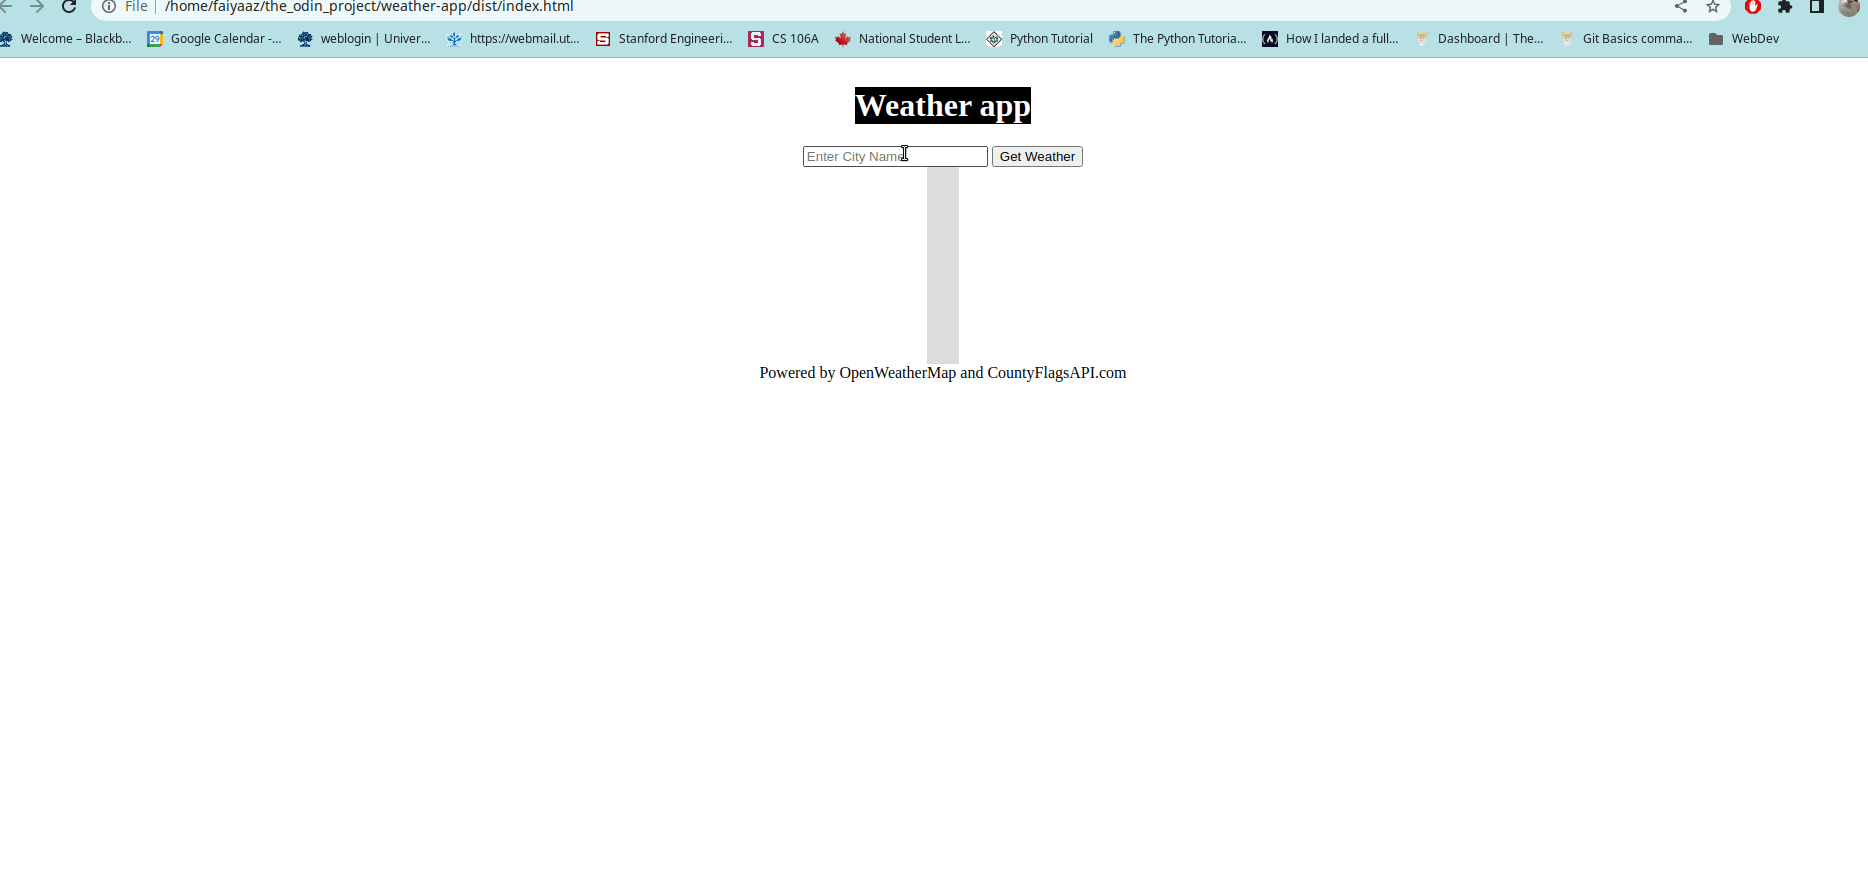 File | /home/faiyaaz/the_odin_project/weather-app/dist/index.html
Welcome – Blackb... Google Calendar -... weblogin | Univer... https://webmail.ut... Stanford Engineeri... CS 106A National Student L... Python Tutorial The Python Tutoria... How I landed a full... Dashboard | The... Git Basics comma... WebDev
Weather app
Enter City Name Get Weather
Powered by OpenWeatherMap and CountyFlagsAPI.com